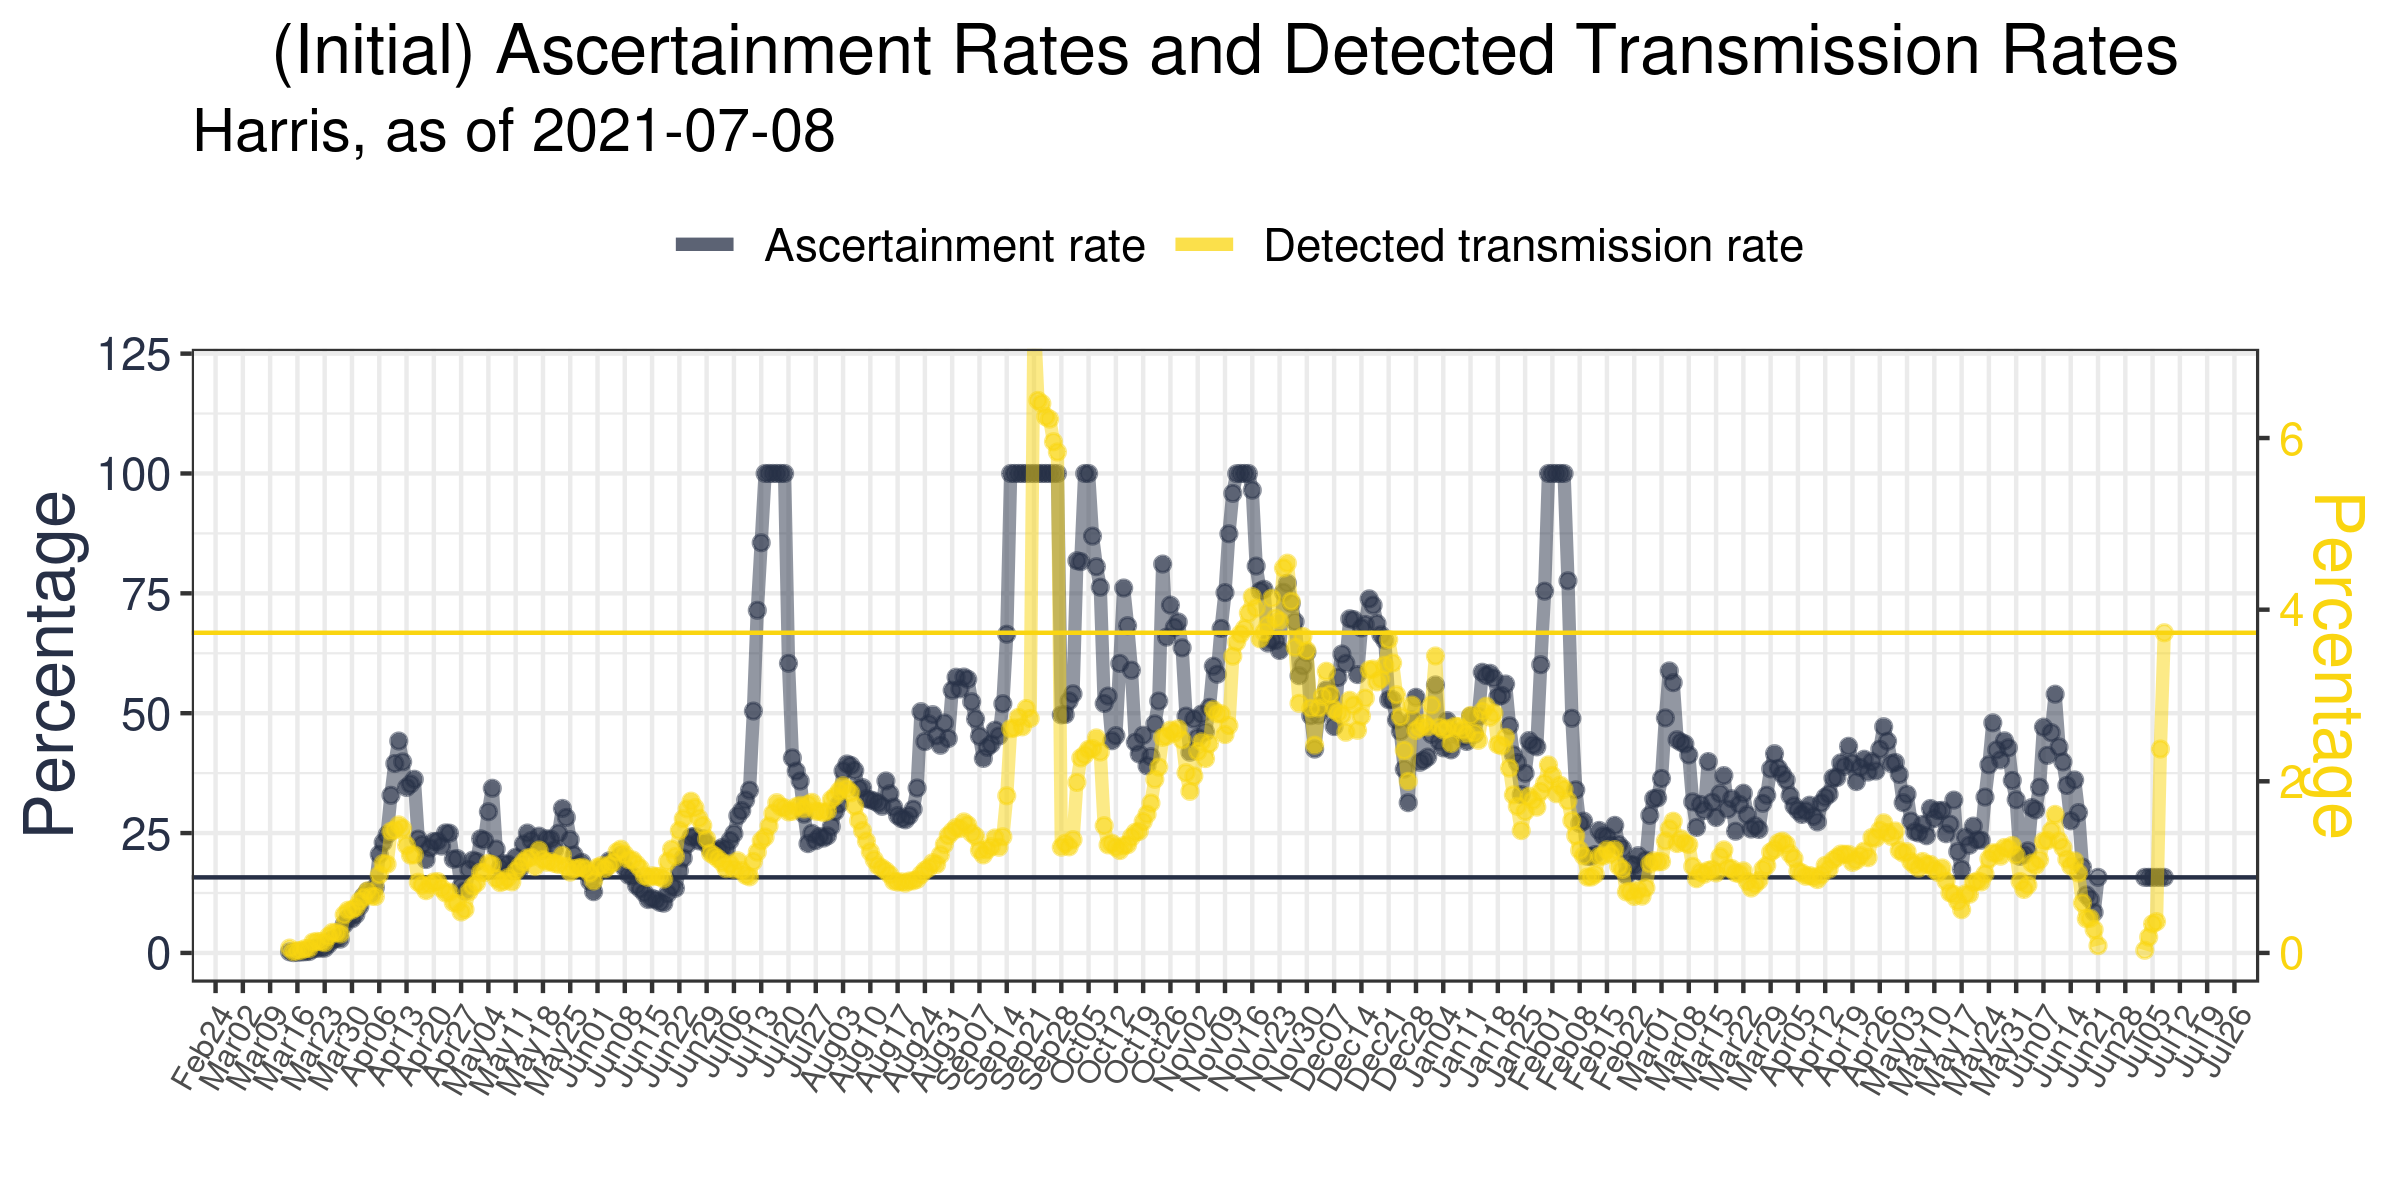 (Initial) Ascertainment Rates and Detected Transmission Rates
Harris, as of 2021-07-08
Ascertainment rate
Detected transmission rate
125
100
75
50
25
0
Percentage
6
4
2
0
Percentage
Feb24
Mar02
Mar09
Mar16
Mar23
Mar30
Apr06
Apr13
Apr20
Apr27
May04
May11
May18
May25
Jun01
Jun08
Jun15
Jun22
Jun29
Jul06
Jul13
Jul20
Jul27
Aug03
Aug10
Aug17
Aug24
Aug31
Sep07
Sep14
Sep21
Sep28
Oct05
Oct12
Oct19
Oct26
Nov02
Nov09
Nov16
Nov23
Nov30
Dec07
Dec14
Dec21
Dec28
Jan04
Jan11
Jan18
Jan25
Feb01
Feb08
Feb15
Feb22
Mar01
Mar08
Mar15
Mar22
Mar29
Apr05
Apr12
Apr19
Apr26
May03
May10
May17
May24
May31
Jun07
Jun14
Jun21
Jun28
Jul05
Jul12
Jul19
Jul26